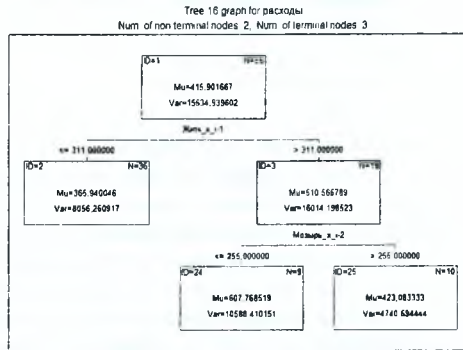 Tree 16 graph for расходы
Num. of non-terminal nodes: 2, Num. of terminal nodes: 3
ID=1
Mu=415.901667
Var=15634.939602
<= 311.000000 > 311.000000
ID=2 N=36 ID=3 N=19
Mu=365.940046 Mu=510.566789
Var=8056.260917 Var=16014.198523
Мозырь_x_i-2
<= 255.000000 > 255.000000
ID=24 N=9 ID=25 N=10
Mu=607.768519 Mu=423.083333
Var=10588.410151 Var=4740.694444